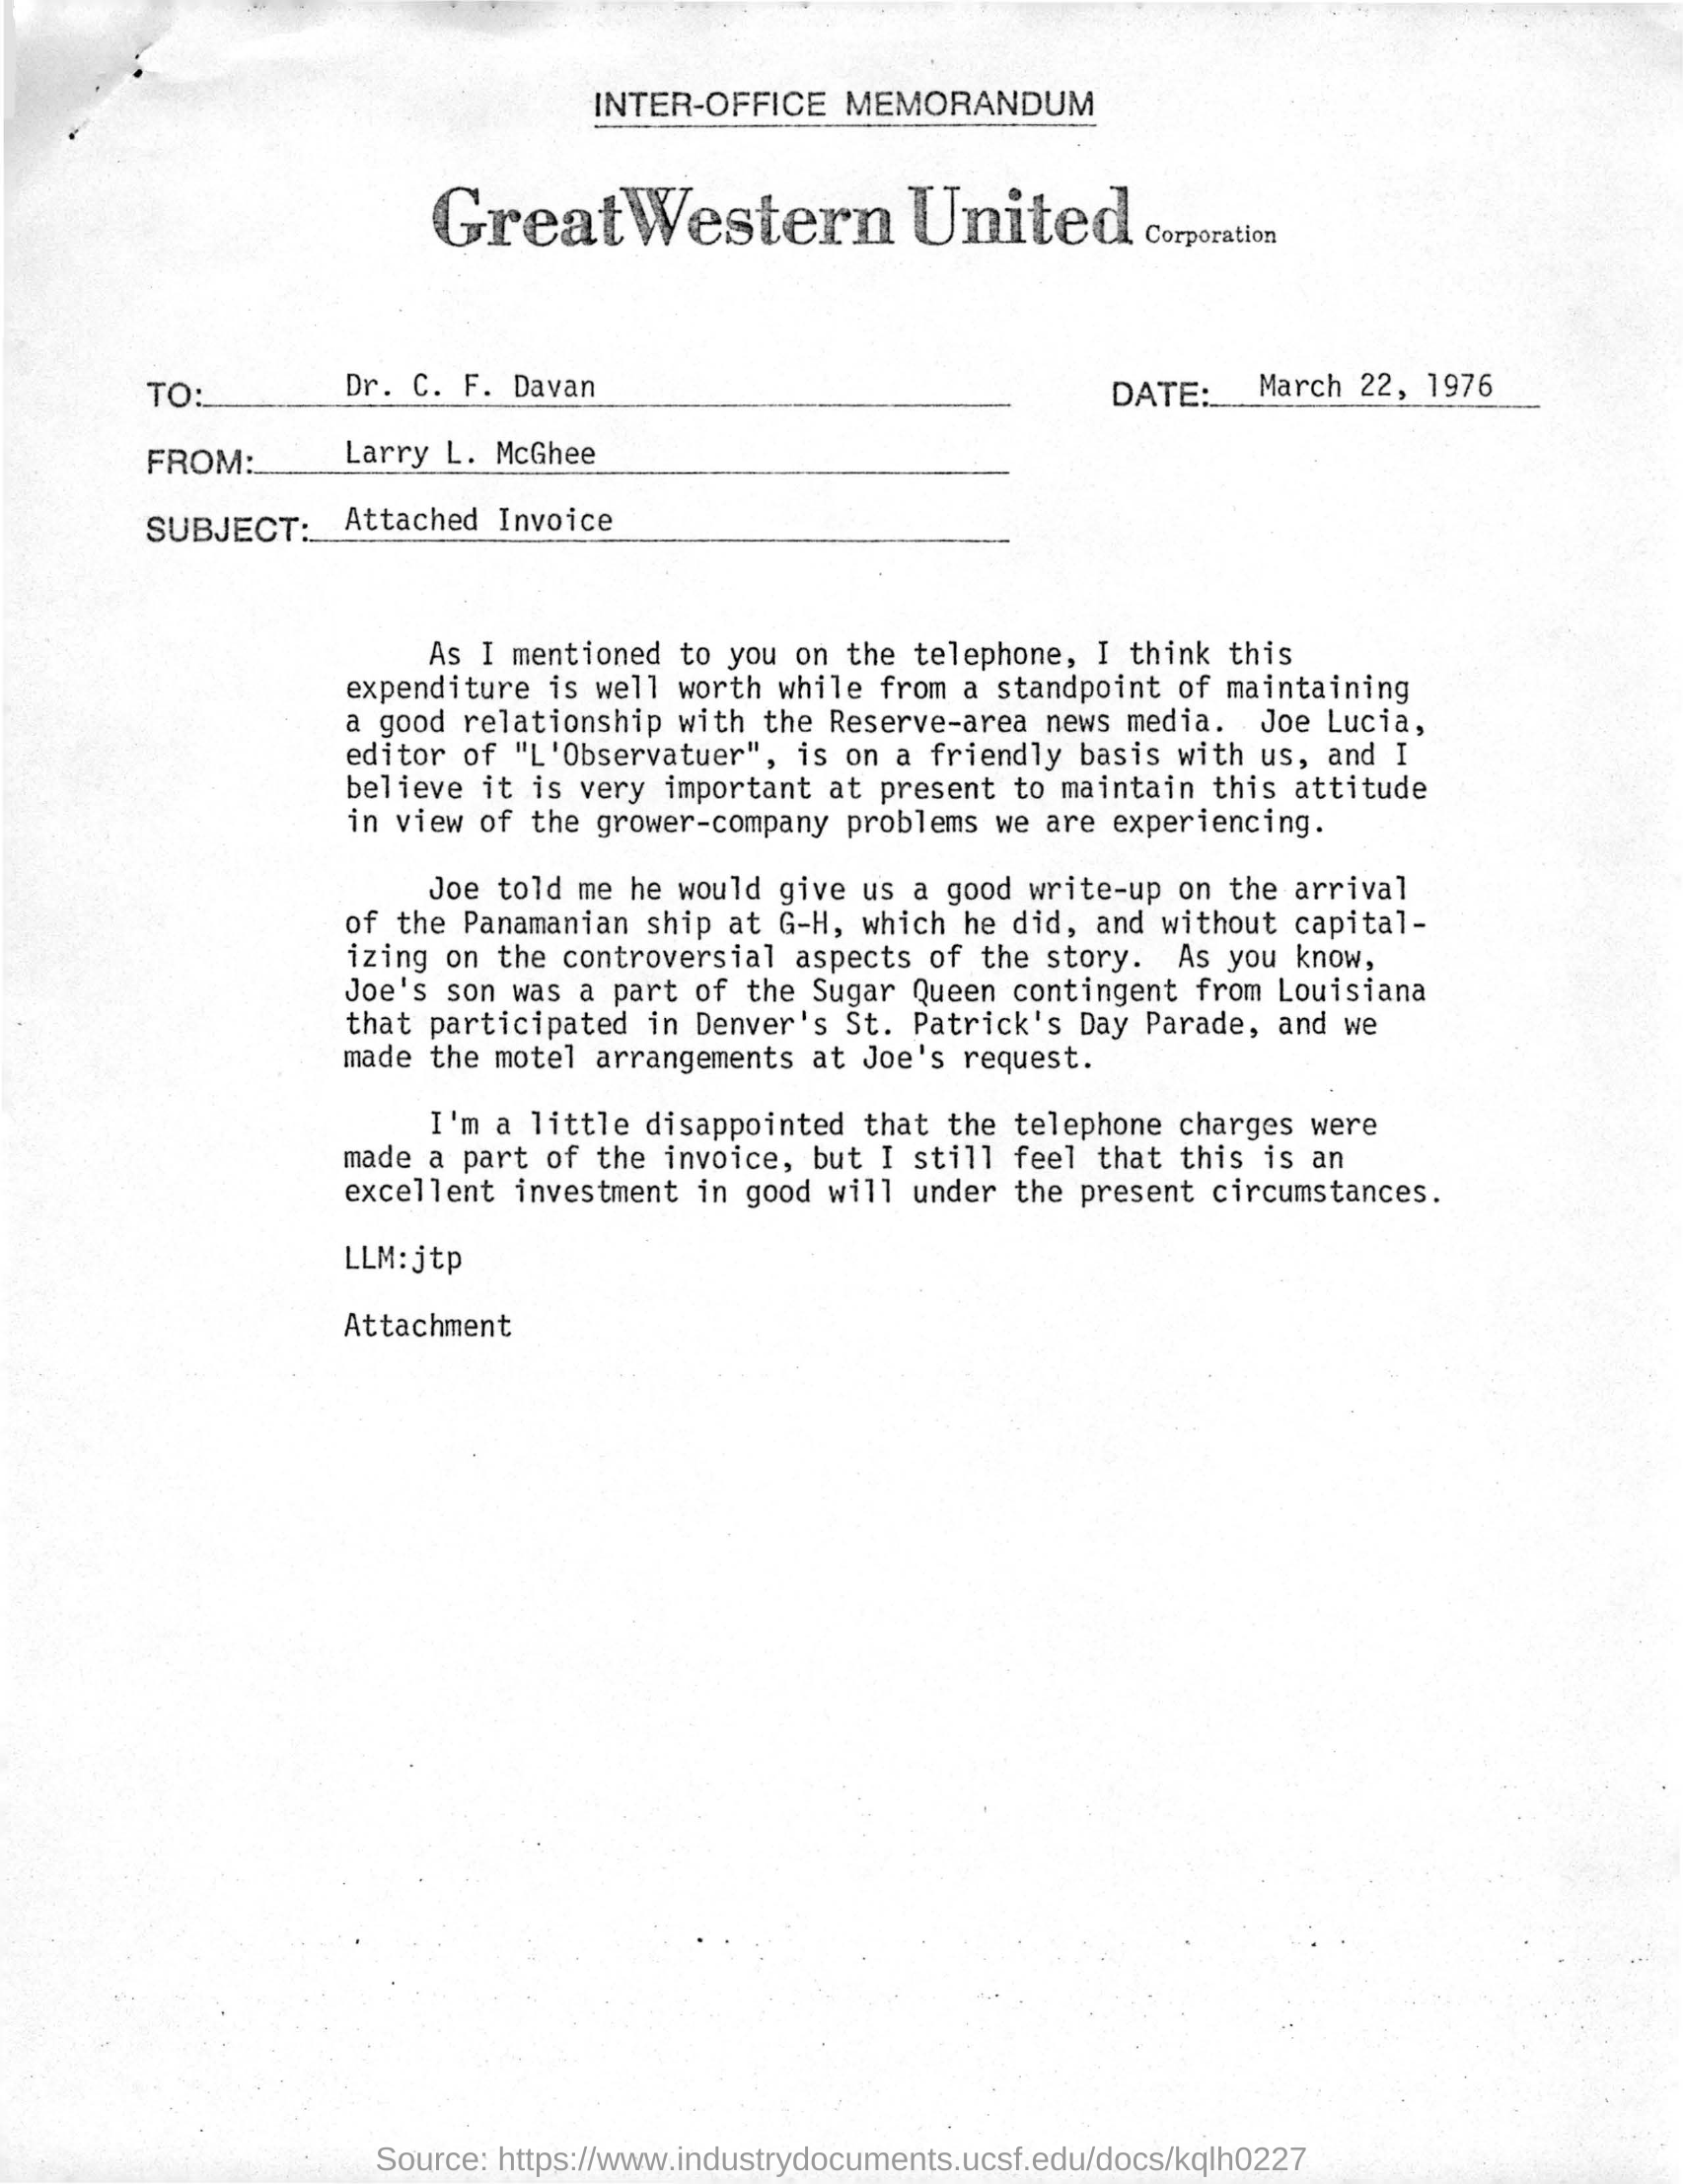 INTER-OFFICE MEMORANDUM
Great Western United Corporation
TO: Dr. C. F. Davan DATE: March 22, 1976
FROM: Larry L. McGhee
SUBJECT: Attached Invoice
As I mentioned to you on the telephone, I think this
expenditure is well worth while from a standpoint of maintaining
a good relationship with the Reserve-area news media. Joe Lucia,
editor of "L'Observatuer", is on a friendly basis with us, and I
believe it is very important at present to maintain this attitude
in view of the grower-company problems we are experiencing.
Joe told me he would give us a good write-up on the arrival
of the Panamanian ship at G-H, which he did, and without capital-
izing on the controversial aspects of the story. As you know,
Joe's son was a part of the Sugar Queen contingent from Louisiana
that participated in Denver's St. Patrick's Day Parade, and we
made the motel arrangements at Joe's request.
I'm a little disappointed that the telephone charges were
made a part of the invoice, but I still feel that this is an
excellent investment in good will under the present circumstances.
LLM:jtp
Attachment
Source: https://www.industrydocuments.ucsf.edu/docs/kqlh0227